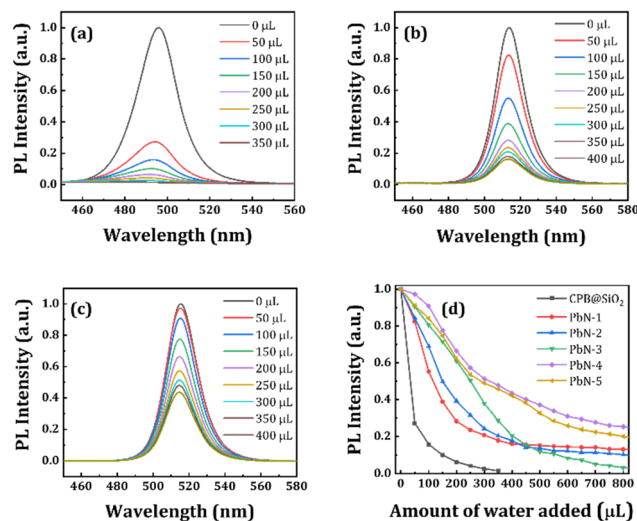 (a)
PL Intensity (a.u.)
1.0
0.8
0.6
0.4
0.2
0.0
0 μL
50 μL
100 μL
150 μL
200 μL
250 μL
300 μL
350 μL
460 480 500 520 540 560
Wavelength (nm)
(b)
PL Intensity (a.u.)
1.0
0.8
0.6
0.4
0.2
0.0
0 μL
50 μL
100 μL
150 μL
200 μL
250 μL
300 μL
350 μL
400 μL
460 480 500 520 540 560 580
Wavelength (nm)
(c)
PL Intensity (a.u.)
1.0
0.8
0.6
0.4
0.2
0.0
0 μL
50 μL
100 μL
150 μL
200 μL
250 μL
300 μL
350 μL
400 μL
460 480 500 520 540 560 580
Wavelength (nm)
(d)
PL Intensity (a.u.)
1.0
0.8
0.6
0.4
0.2
0.0
CPB@SiO₂
PbN-1
PbN-2
PbN-3
PbN-4
PbN-5
0 100 200 300 400 500 600 700 800
Amount of water added (μL)